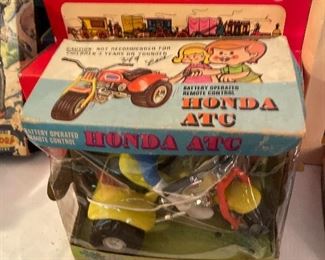 CAUTION: NOT RECOMMENDED FOR
CHILDREN 3 YEARS OR YOUNGER
BATTERY OPERATED
REMOTE CONTROL
HONDA
ATC
BATTERY OPERATED
REMOTE CONTROL
HONDA ATC